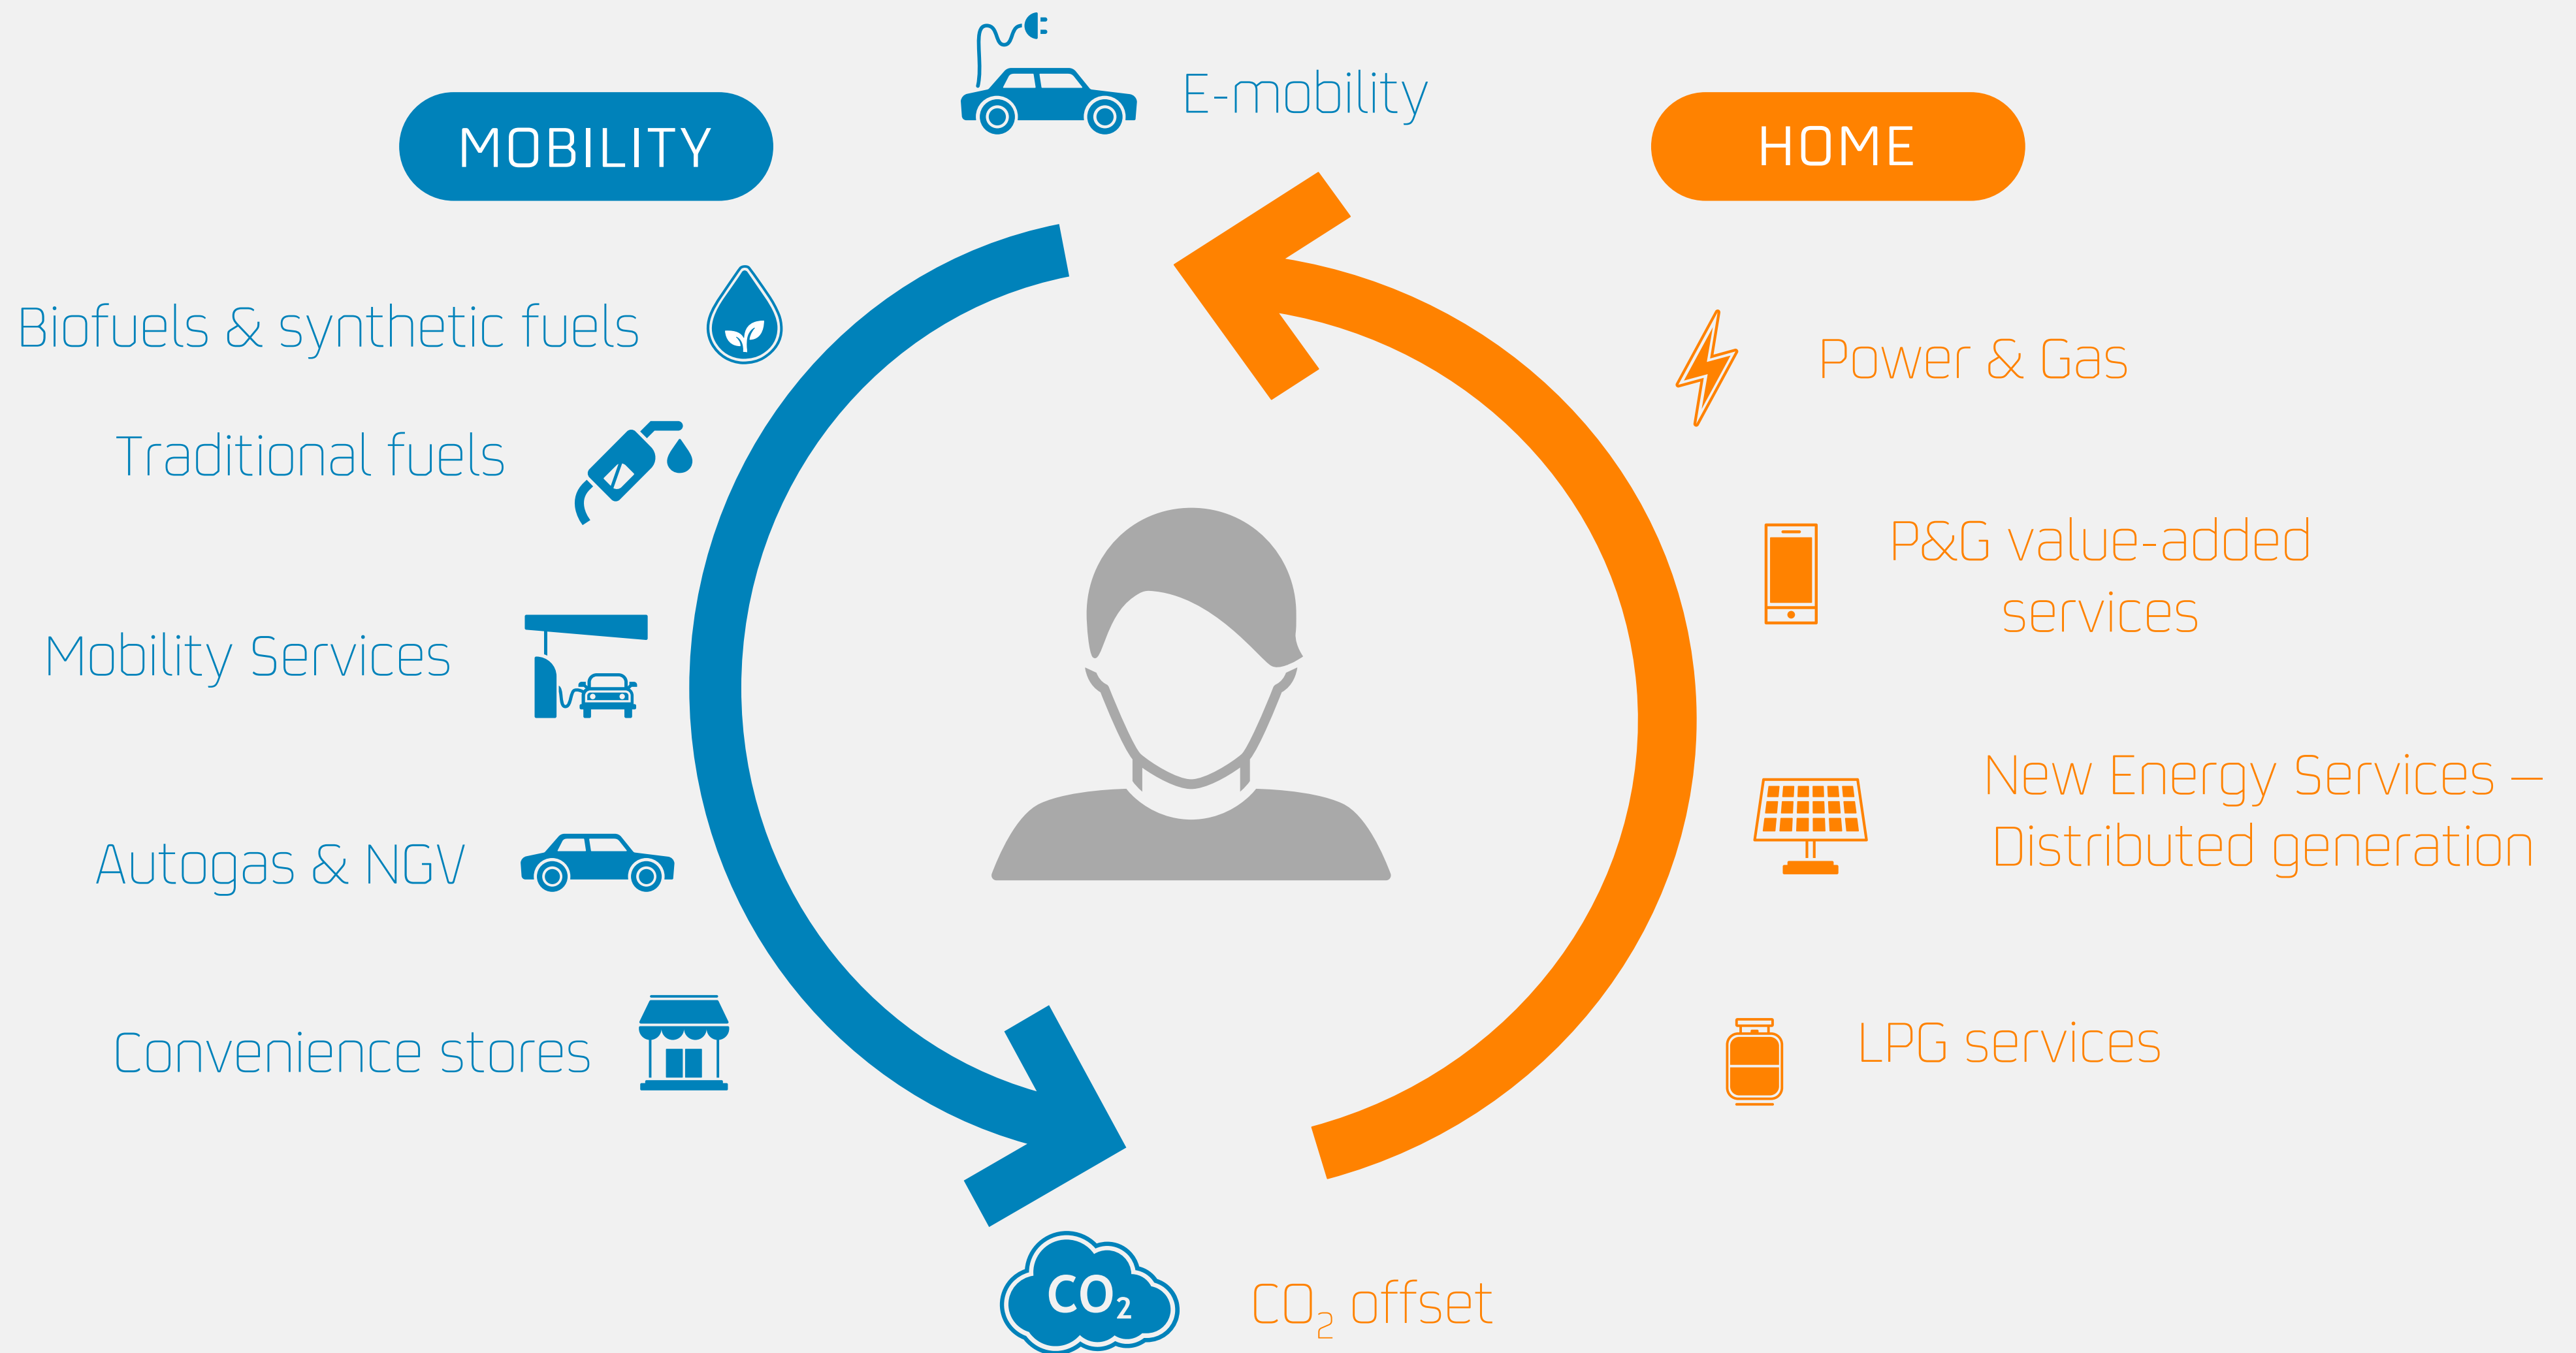 E-mobility
MOBILITY
Biofuels & synthetic fuels
Traditional fuels
Mobility Services
Autogas & NGV
Convenience stores
HOME
Power & Gas
P&G value-added
services
New Energy Services –
Distributed generation
LPG services
CO₂
CO₂ offset